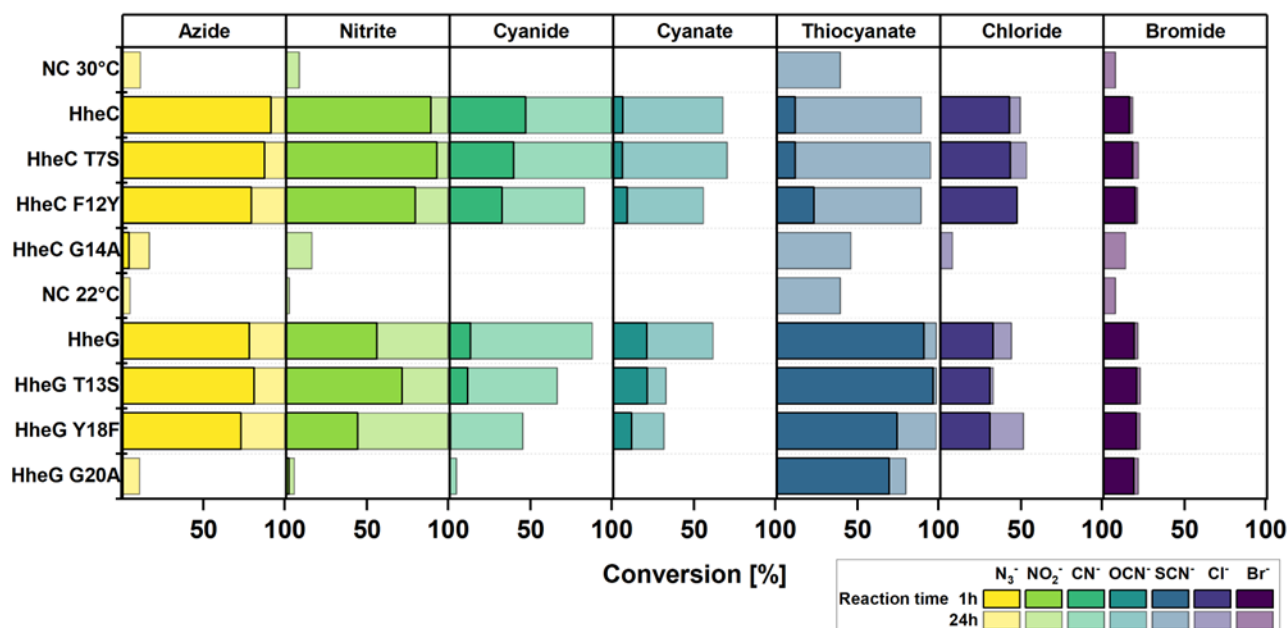 Azide Nitrite Cyanide Cyanate Thiocyanate Chloride Bromide
NC 30°C
HheC
HheC T7S
HheC F12Y
HheC G14A
NC 22°C
HheG
HheG T13S
HheG Y18F
HheG G20A
50 100 50 100 50 100 50 100 50 100 50 100 50 100
Conversion [%]
N₃⁻ NO₂⁻ CN⁻ OCN⁻ SCN⁻ Cl⁻ Br⁻
Reaction time 1h
24h